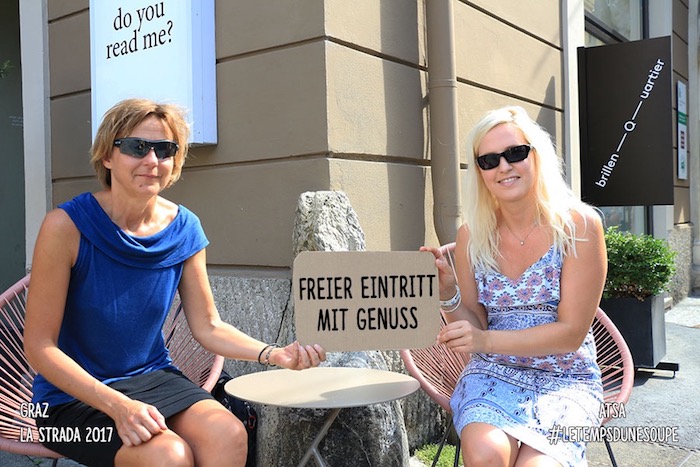 do you
read me?
brillen—Q—uartier
FREIER EINTRITT
MIT GENUSS
GRAZ
LA STRADA 2017
ATSA
#LETEMPSDUNESOUPE